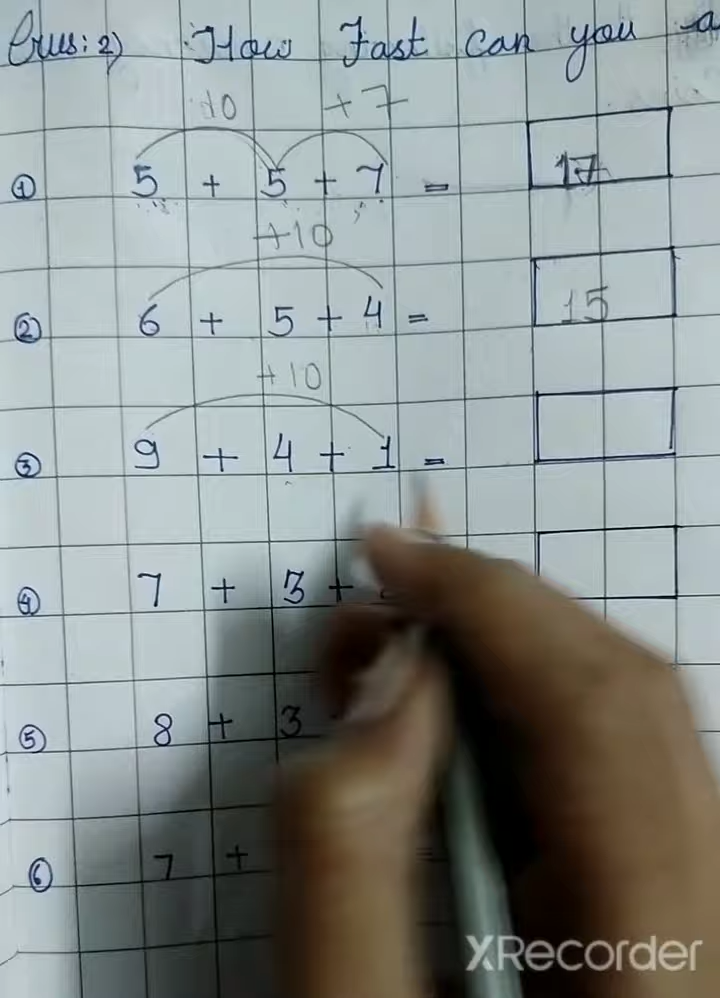 Ques: 2) How Fast can you a
10 +7
① 5 + 5 + 7 = 17
+10
② 6 + 5 + 4 = 15
+10
③ 9 + 4 + 1 =
④ 7 + 3 +
⑤ 8 + 3
⑥ 7 +
XRecorder